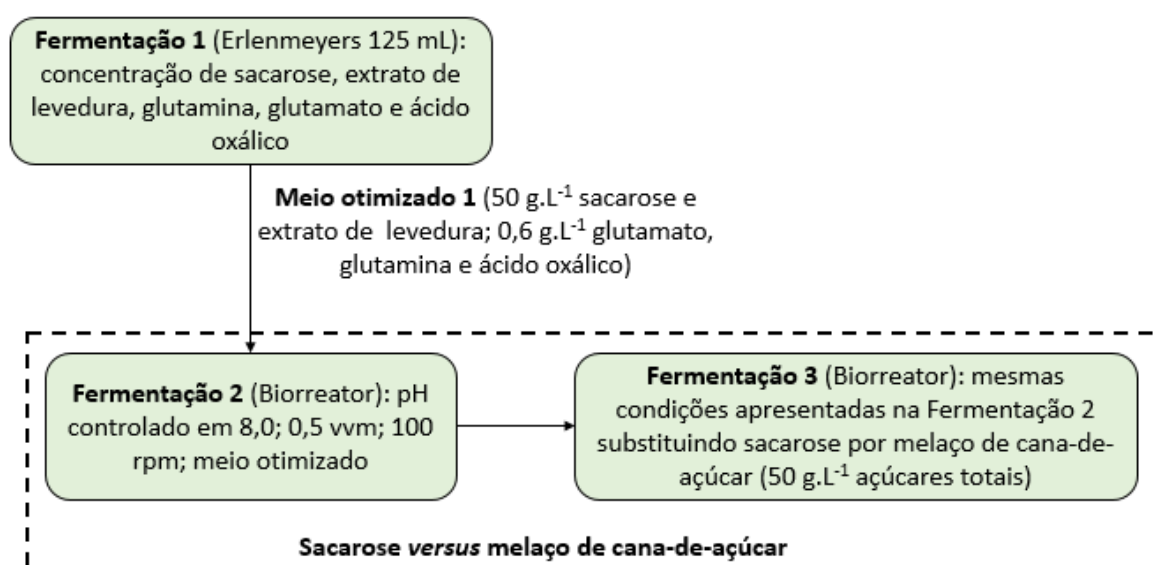 Fermentação 1 (Erlenmeyers 125 mL):
concentração de sacarose, extrato de
levedura, glutamina, glutamato e ácido
oxálico
Meio otimizado 1 (50 g.L-1 sacarose e
extrato de levedura; 0,6 g.L-1 glutamato,
glutamina e ácido oxálico)
Fermentação 2 (Biorreator): pH
controlado em 8,0; 0,5 vvm; 100
rpm; meio otimizado
Fermentação 3 (Biorreator): mesmas
condições apresentadas na Fermentação 2
substituindo sacarose por melaço de cana-de-
açúcar (50 g.L-1 açúcares totais)
Sacarose versus melaço de cana-de-açúcar